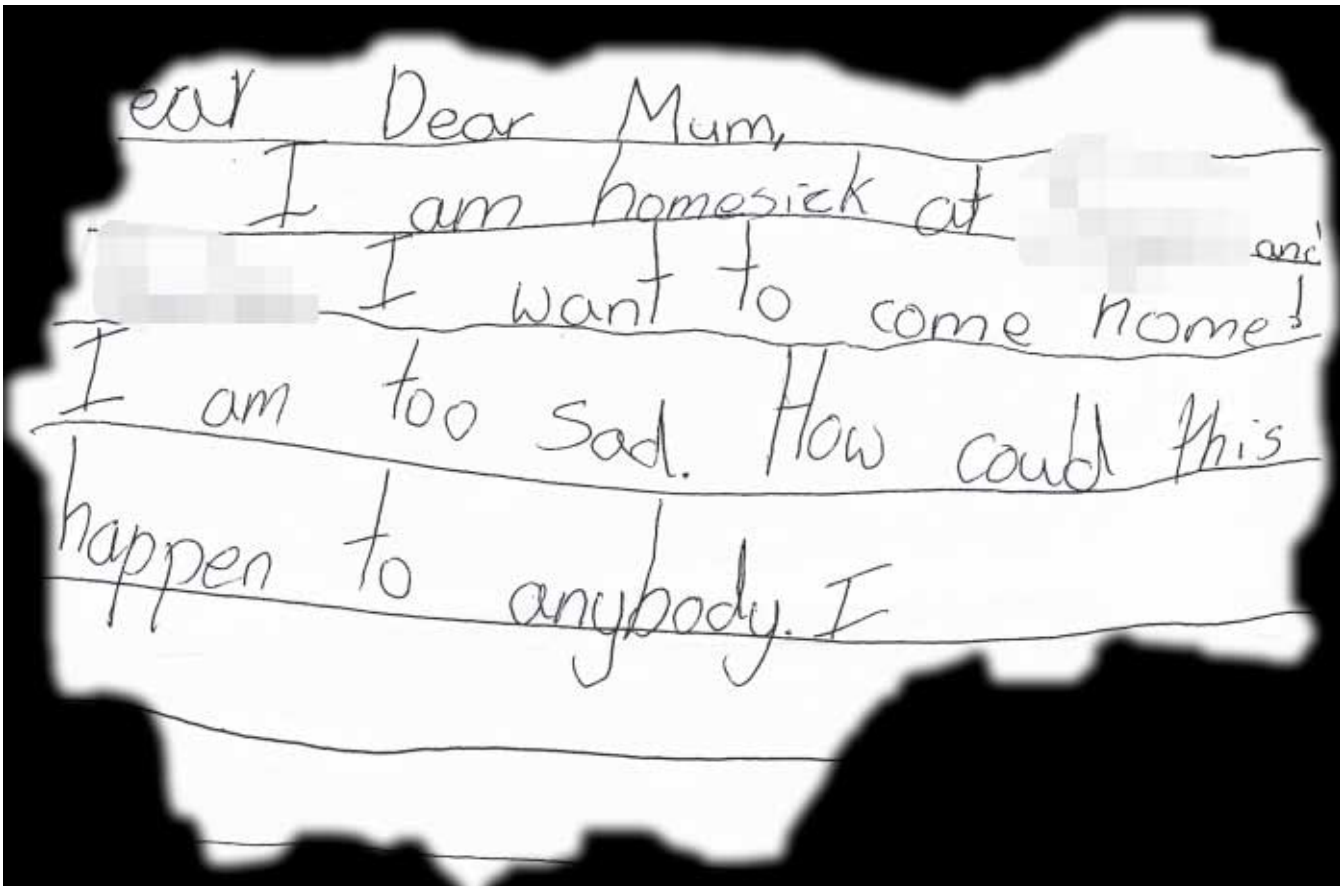 ear Dear Mum,
I am homesick at and
I want to come home!
I am too sad. How coud this
happen to anybody. I